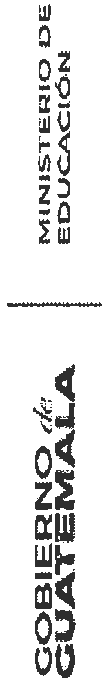 GOBIERNO de
GUATEMALA
MINISTERIO DE
EDUCACIÓN